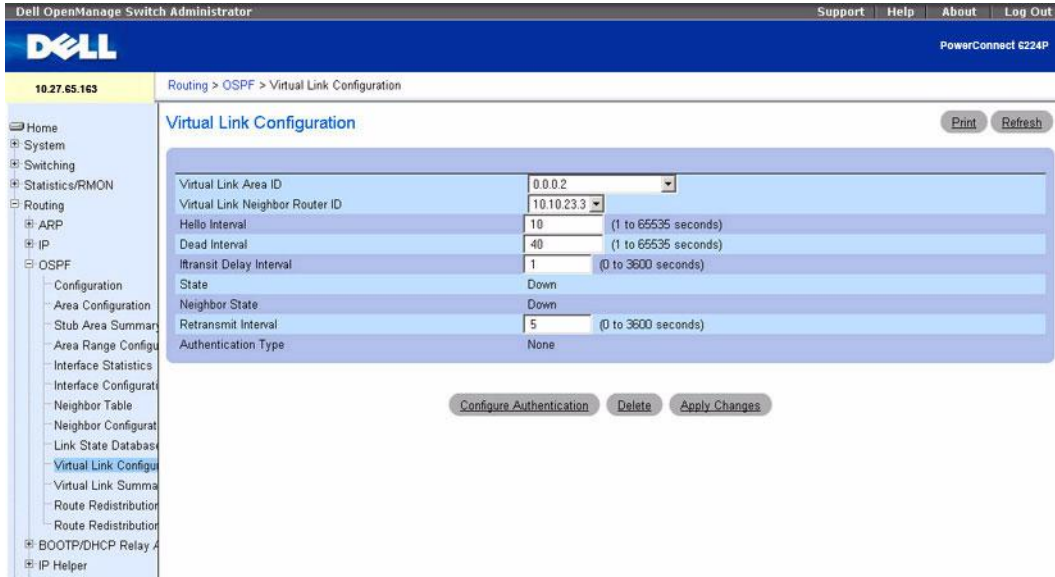 Dell OpenManage Switch Administrator
Support Help About Log Out
DELL
PowerConnect 6224P
10.27.65.163
Routing > OSPF > Virtual Link Configuration
Home
System
Switching
Statistics/RMON
Routing
ARP
IP
OSPF
Configuration
Area Configuration
Stub Area Summary
Area Range Configu
Interface Statistics
Interface Configurati
Neighbor Table
Neighbor Configurat
Link State Database
Virtual Link Configu
Virtual Link Summa
Route Redistribution
Route Redistribution
BOOTP/DHCP Relay A
IP Helper
Virtual Link Configuration
Print Refresh
Virtual Link Area ID 0.0.0.2
Virtual Link Neighbor Router ID 10.10.23.3
Hello Interval 10 (1 to 65535 seconds)
Dead Interval 40 (1 to 65535 seconds)
Iftransit Delay Interval 1 (0 to 3600 seconds)
State Down
Neighbor State Down
Retransmit Interval 5 (0 to 3600 seconds)
Authentication Type None
Configure Authentication Delete Apply Changes